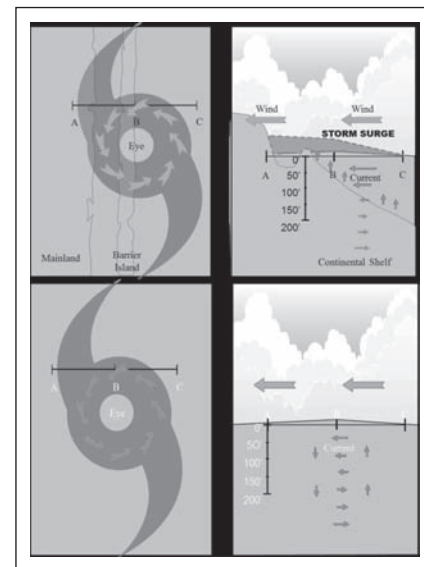 A
B
C
Eye
Mainland
Barrier
Island
Wind
Wind
STORM SURGE
A
B
C
0'
50'
100'
150'
200'
Current
Continental Shelf
A
B
C
Eye
0'
50'
100'
150'
200'
Current